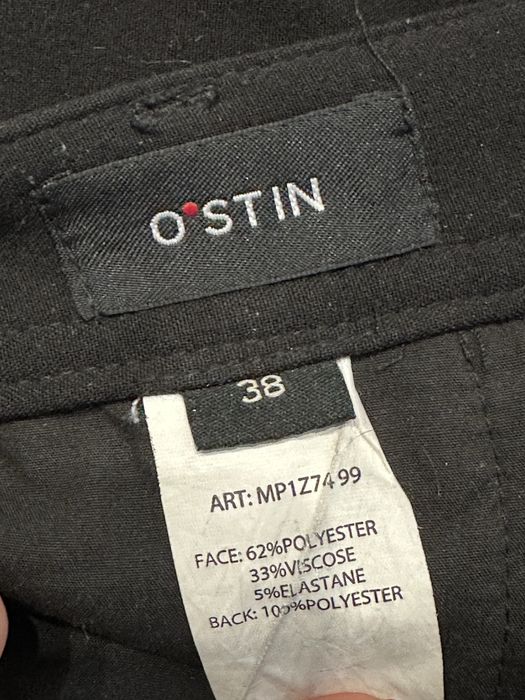 O'STIN
38
ART: MP1Z74 99
FACE: 62%POLYESTER
33%VISCOSE
5%ELASTANE
BACK: 100%POLYESTER